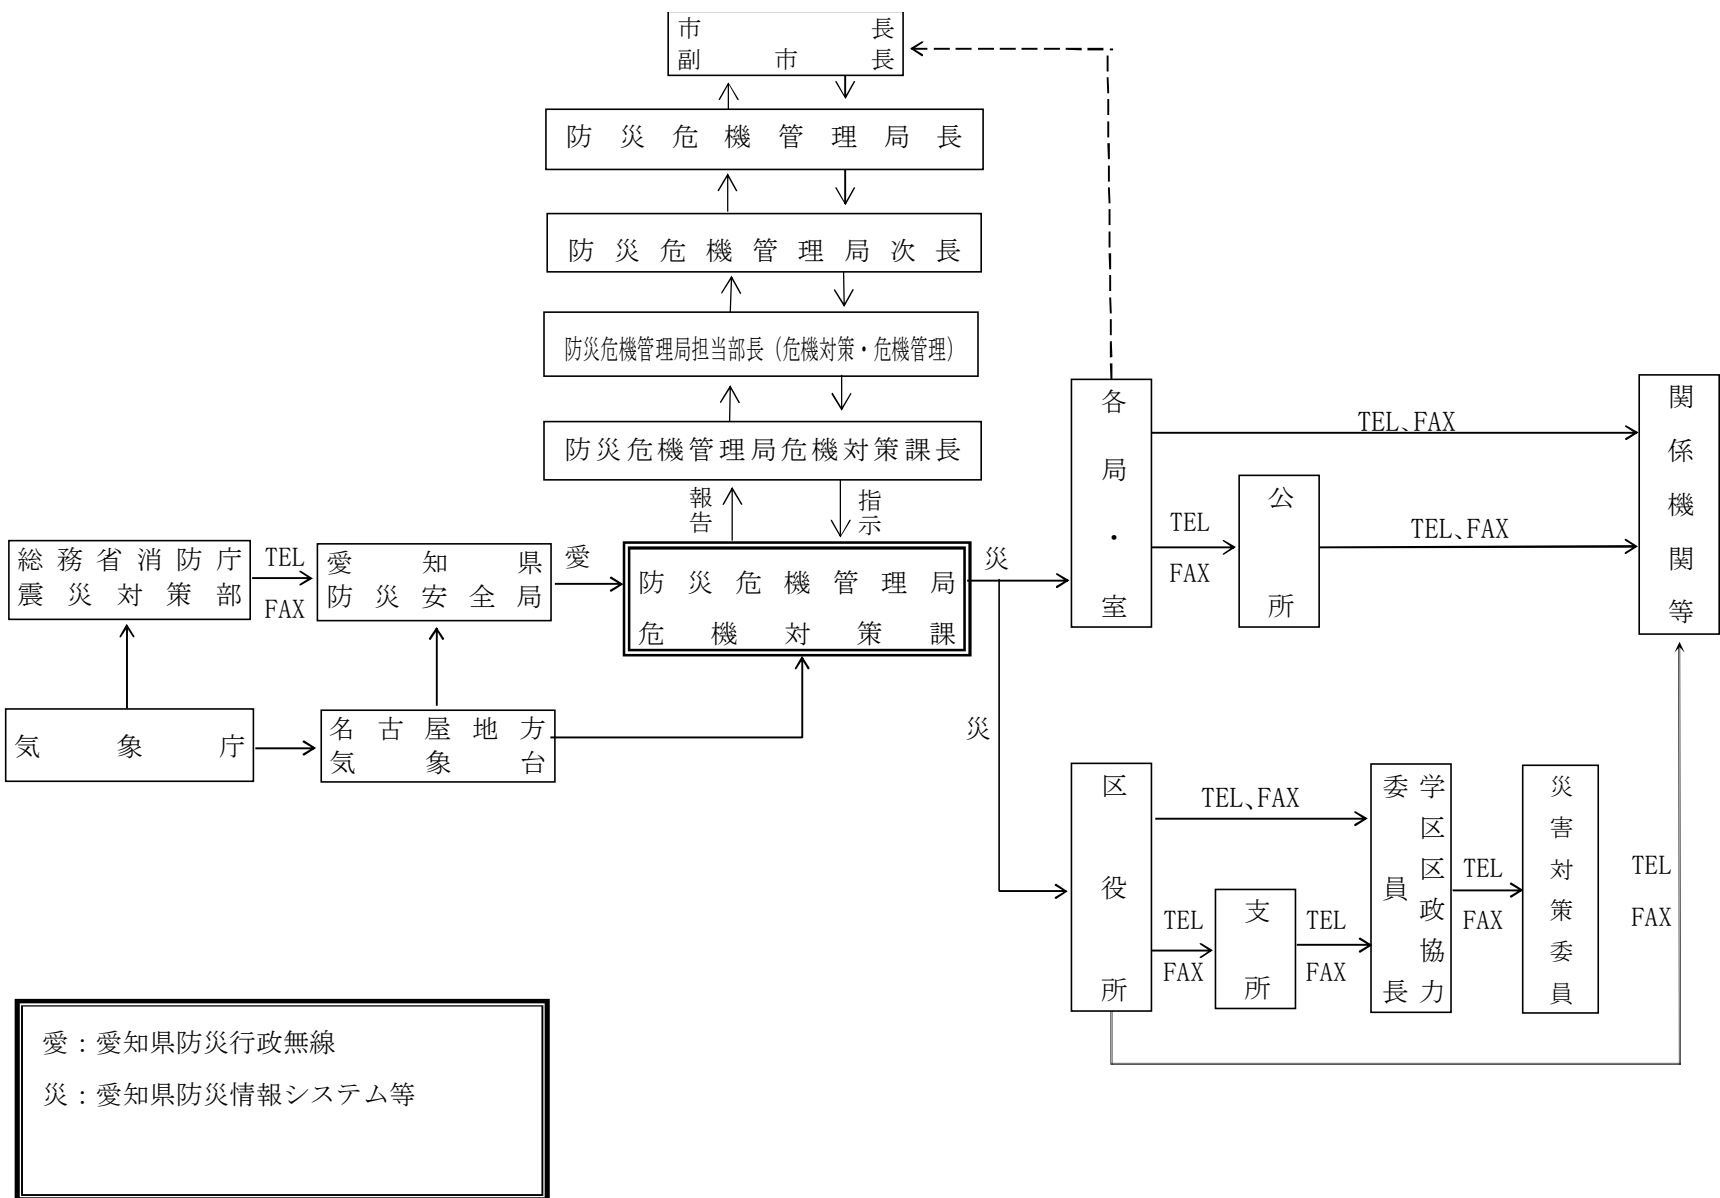 市長
副市長
防災危機管理局長
防災危機管理局次長
防災危機管理局担当部長（危機対策・危機管理）
防災危機管理局危機対策課長
報告
指示
総務省消防庁
震災対策部
TEL
FAX
愛知県
防災安全局
愛
防災危機管理局
危機対策課
災
災
気象庁
名古屋地方
気象台
各局・室
TEL、FAX
TEL
FAX
公所
TEL、FAX
関係機関等
区役所
TEL、FAX
TEL
FAX
支所
TEL
FAX
学区区政協力
委員長
TEL
FAX
災害対策委員
TEL
FAX
愛：愛知県防災行政無線
災：愛知県防災情報システム等